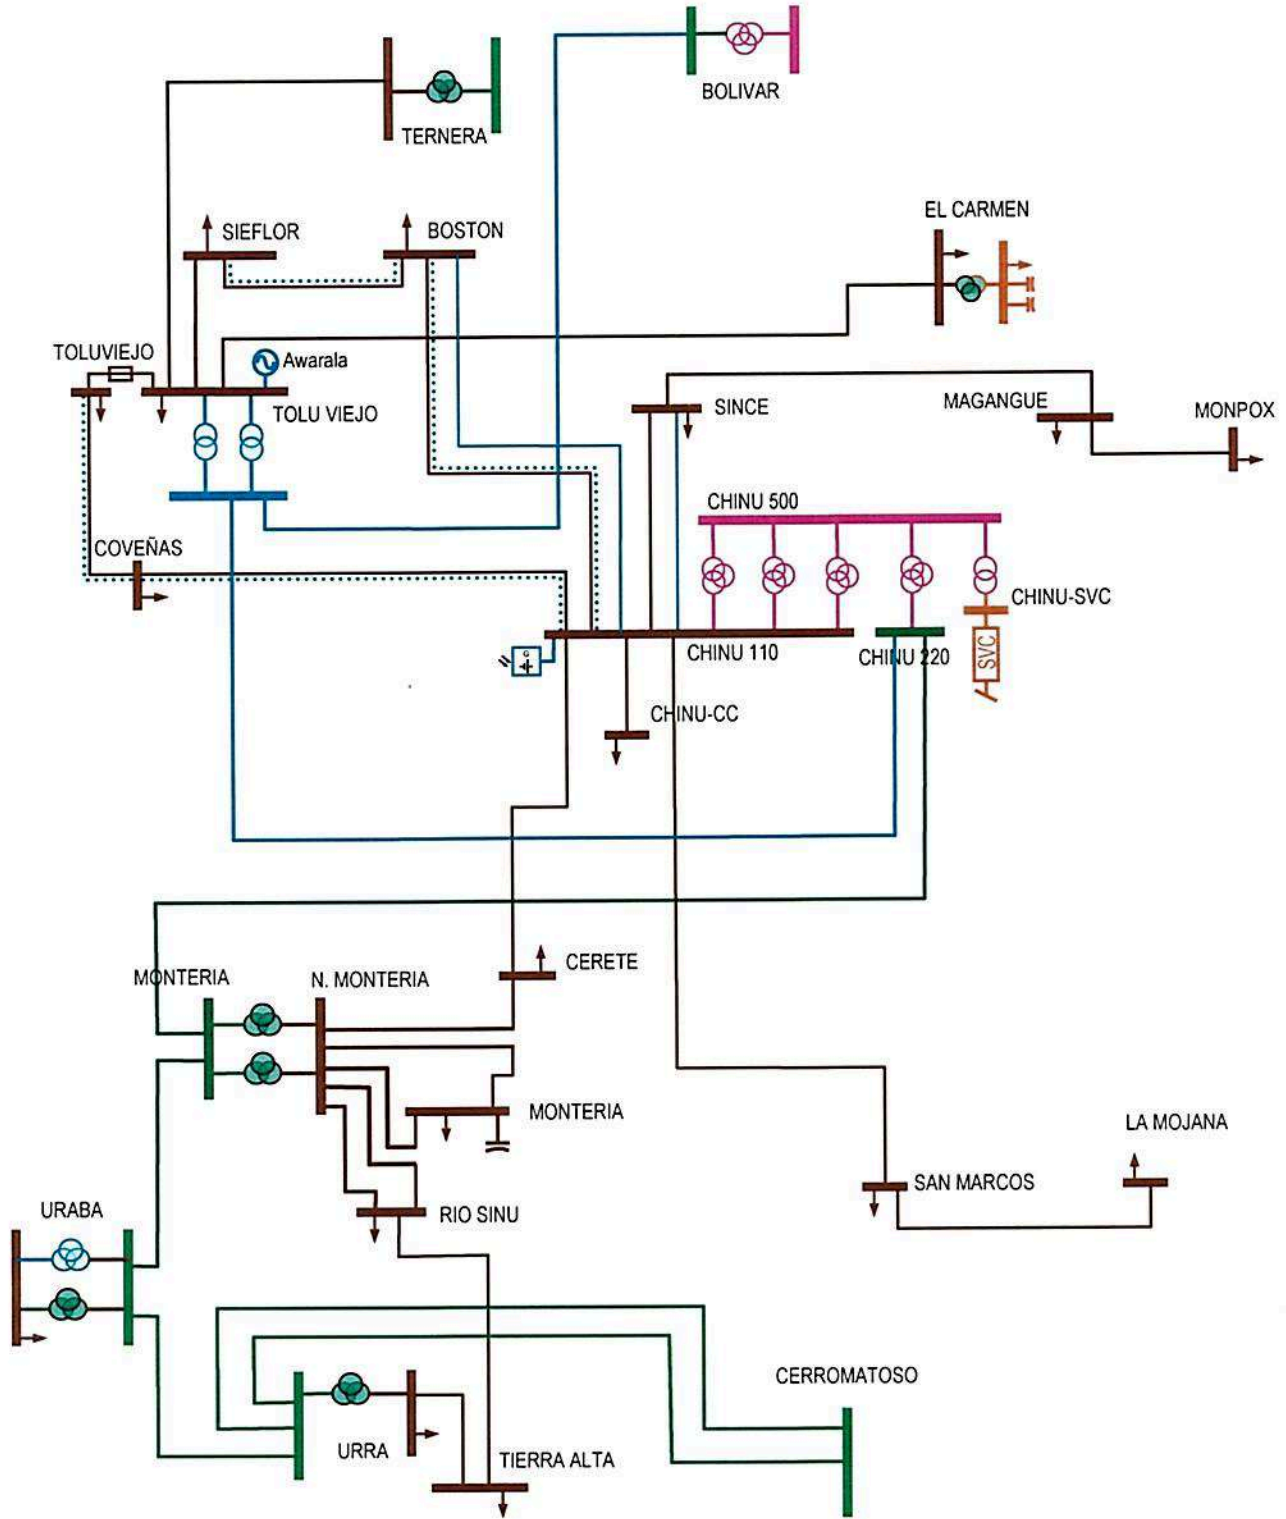 BOLIVAR
TERNERA
EL CARMEN
SIEFLOR
BOSTON
TOLUVIEJO
Awarala
TOLU VIEJO
SINCE
MAGANGUE
MONPOX
CHINU 500
COVEÑAS
CHINU-SVC
CHINU 110
CHINU 220
SVC
G
CHINU-CC
CERETE
MONTERIA
N. MONTERIA
MONTERIA
LA MOJANA
SAN MARCOS
URABA
RIO SINU
CERROMATOSO
URRA
TIERRA ALTA